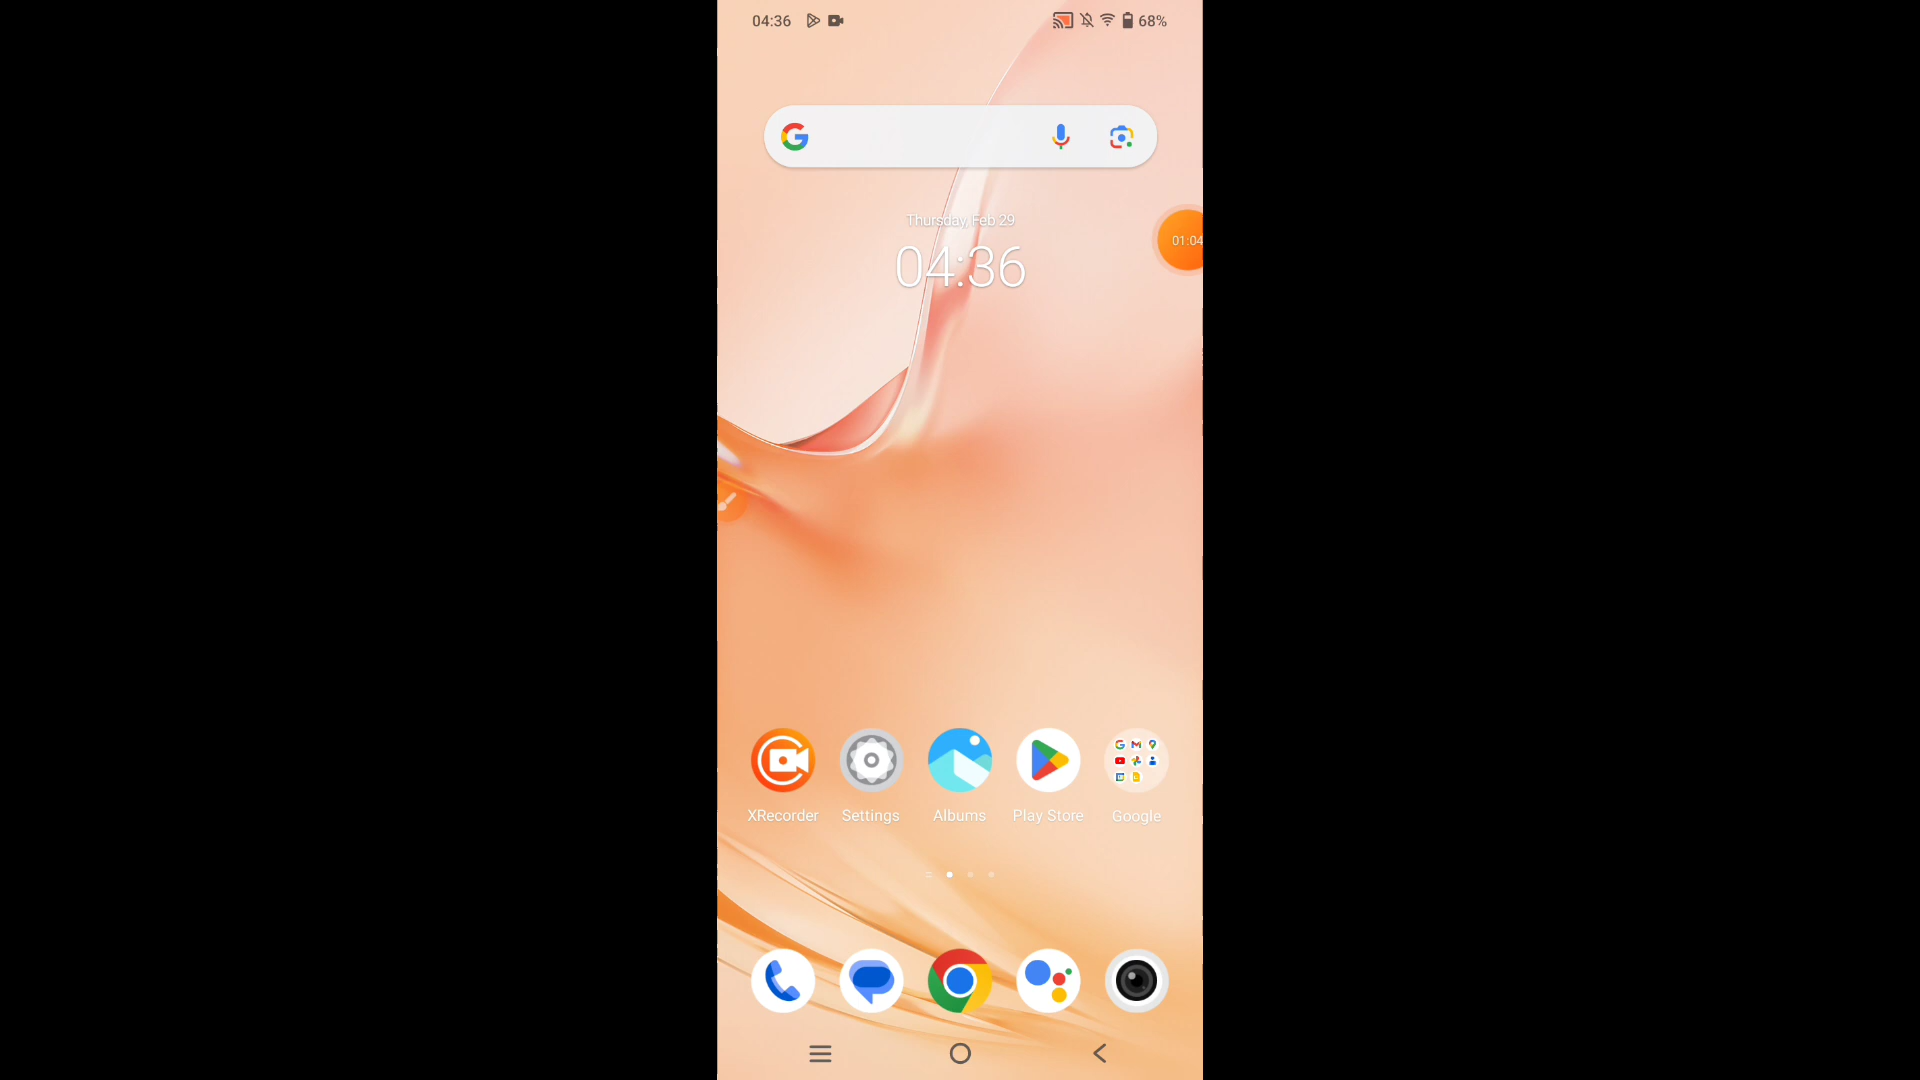 04:36
68%
Thursday, Feb 29
04:36
01:04
XRecorder
Settings
Albums
Play Store
Google